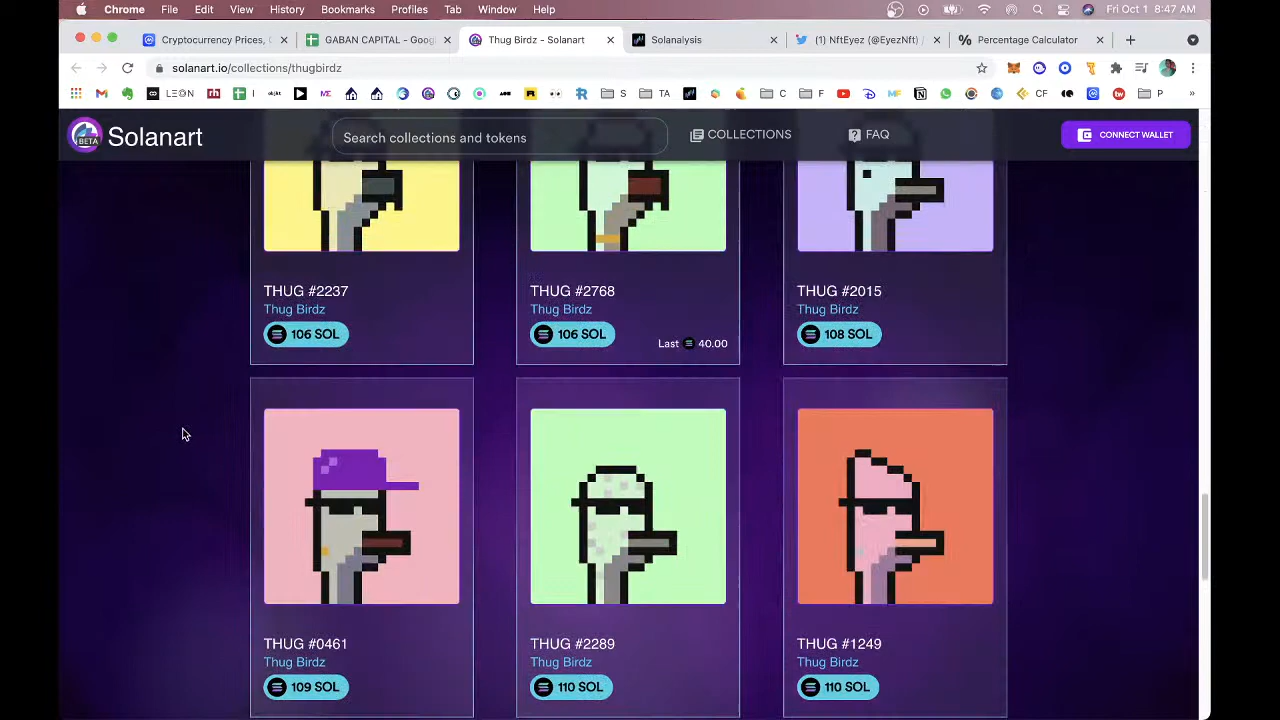 Chrome File Edit View History Bookmarks Profiles Tab Window Help Fri Oct 1 8:47 AM
Cryptocurrency Prices, GABAN CAPITAL - Goog Thug Birdz - Solanart Solanalysis (1) NftEyez (@EyezNft) / Percentage Calculator
solanart.io/collections/thugbirdz
LEON S TA C F CF P
BETA Solanart Search collections and tokens COLLECTIONS FAQ CONNECT WALLET
THUG #2237 THUG #2768 THUG #2015
Thug Birdz Thug Birdz Thug Birdz
106 SOL 106 SOL Last 40.00 108 SOL
THUG #0461 THUG #2289 THUG #1249
Thug Birdz Thug Birdz Thug Birdz
109 SOL 110 SOL 110 SOL